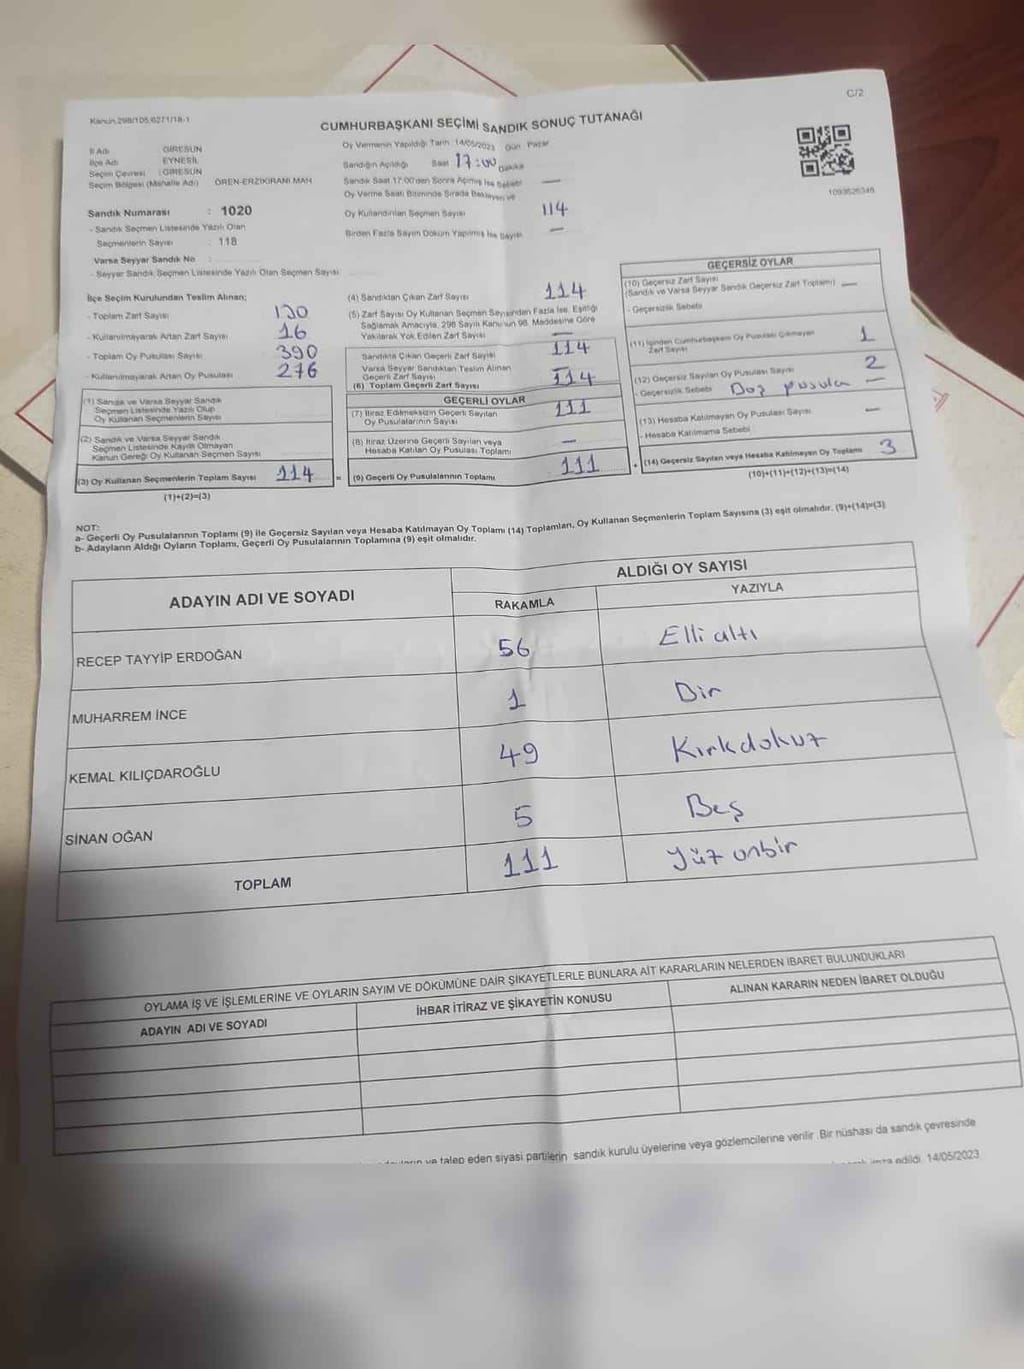 C/2
Kanun.298/105;6271/18-1
CUMHURBAŞKANI SEÇİMİ SANDIK SONUÇ TUTANAĞI
İl Adı : GİRESUN
İlçe Adı : EYNESİL
Seçim Çevresi : GİRESUN
Seçim Bölgesi (Mahalle Adı) ÖREN-ERZİKİRANI MAH
Oy Vermenin Yapıldığı Tarih :14/05/2023 Gün Pazar
Sandığın Açıldığı Saat 17:00 Dakika
Sandık Saat 17:00'den Sonra Açılmış İse Sebebi —
Oy Verme Saati Bitiminde Sırada Bekleyen ve
Oy Kullandırılan Seçmen Sayısı 114
Birden Fazla Sayım Döküm Yapılmış İse Sayısı —
1093626346
Sandık Numarası : 1020
- Sandık Seçmen Listesinde Yazılı Olan
Seçmenlerin Sayısı : 118
Varsa Seyyar Sandık No :
- Seyyar Sandık Seçmen Listesinde Yazılı Olan Seçmen Sayısı
İlçe Seçim Kurulundan Teslim Alınan;
- Toplam Zarf Sayısı 130
- Kullanılmayarak Artan Zarf Sayısı 16
- Toplam Oy Pusulası Sayısı 390
- Kullanılmayarak Artan Oy Pusulası 276
(1) Sandık ve Varsa Seyyar Sandık
Seçmen Listesinde Yazılı Olup
Oy Kullanan Seçmenlerin Sayısı
(2) Sandık ve Varsa Seyyar Sandık
Seçmen Listesinde Kayıtlı Olmayan
Kanun Gereği Oy Kullanan Seçmen Sayısı
(3) Oy Kullanan Seçmenlerin Toplam Sayısı 114 =
(1)+(2)=(3)
(4) Sandıktan Çıkan Zarf Sayısı 114
(5) Zarf Sayısı Oy Kullanan Seçmen Sayısından Fazla İse, Eşitliği
Sağlamak Amacıyla, 298 Sayılı Kanunun 98. Maddesine Göre
Yakılarak Yok Edilen Zarf Sayısı —
Sandıkta Çıkan Geçerli Zarf Sayısı 114
Varsa Seyyar Sandıktan Teslim Alınan
Geçerli Zarf Sayısı —
(6) Toplam Geçerli Zarf Sayısı 114
GEÇERLİ OYLAR
(7) İtiraz Edilmeksizin Geçerli Sayılan
Oy Pusulalarının Sayısı 111
(8) İtiraz Üzerine Geçerli Sayılan veya
Hesaba Katılan Oy Pusulası Toplamı —
(9) Geçerli Oy Pusulalarının Toplamı 111 +
GEÇERSİZ OYLAR
(10) Geçersiz Zarf Sayısı
(Sandık ve Varsa Seyyar Sandık Geçersiz Zarf Toplamı) —
- Geçersizlik Sebebi
(11) İçinden Cumhurbaşkanı Oy Pusulası Çıkmayan
Zarf Sayısı 1
(12) Geçersiz Sayılan Oy Pusulası Sayısı 2
- Geçersizlik Sebebi Boş pusula —
(13) Hesaba Katılmayan Oy Pusulası Sayısı —
- Hesaba Katılmama Sebebi
(14) Geçersiz Sayılan veya Hesaba Katılmayan Oy Toplamı 3
(10)+(11)+(12)+(13)=(14)
NOT:
a- Geçerli Oy Pusulalarının Toplamı (9) ile Geçersiz Sayılan veya Hesaba Katılmayan Oy Toplamı (14) Toplamları, Oy Kullanan Seçmenlerin Toplam Sayısına (3) eşit olmalıdır. (9)+(14)=(3)
b- Adayların Aldığı Oyların Toplamı, Geçerli Oy Pusulalarının Toplamına (9) eşit olmalıdır.
ADAYIN ADI VE SOYADI ALDIĞI OY SAYISI
RAKAMLA YAZIYLA
RECEP TAYYİP ERDOĞAN 56 Elli altı
MUHARREM İNCE 1 Bir
KEMAL KILIÇDAROĞLU 49 Kırkdokuz
SİNAN OĞAN 5 Beş
TOPLAM 111 Yüz onbir
OYLAMA İŞ VE İŞLEMLERİNE VE OYLARIN SAYIM VE DÖKÜMÜNE DAİR ŞİKAYETLERLE BUNLARA AİT KARARLARIN NELERDEN İBARET BULUNDUKLARI
ADAYIN ADI VE SOYADI İHBAR İTİRAZ VE ŞİKAYETİN KONUSU ALINAN KARARIN NEDEN İBARET OLDUĞU
ve talep eden siyasi partilerin sandık kurulu üyelerine veya gözlemcilerine verilir. Bir nüshası da sandık çevresinde
imza edildi. 14/05/2023